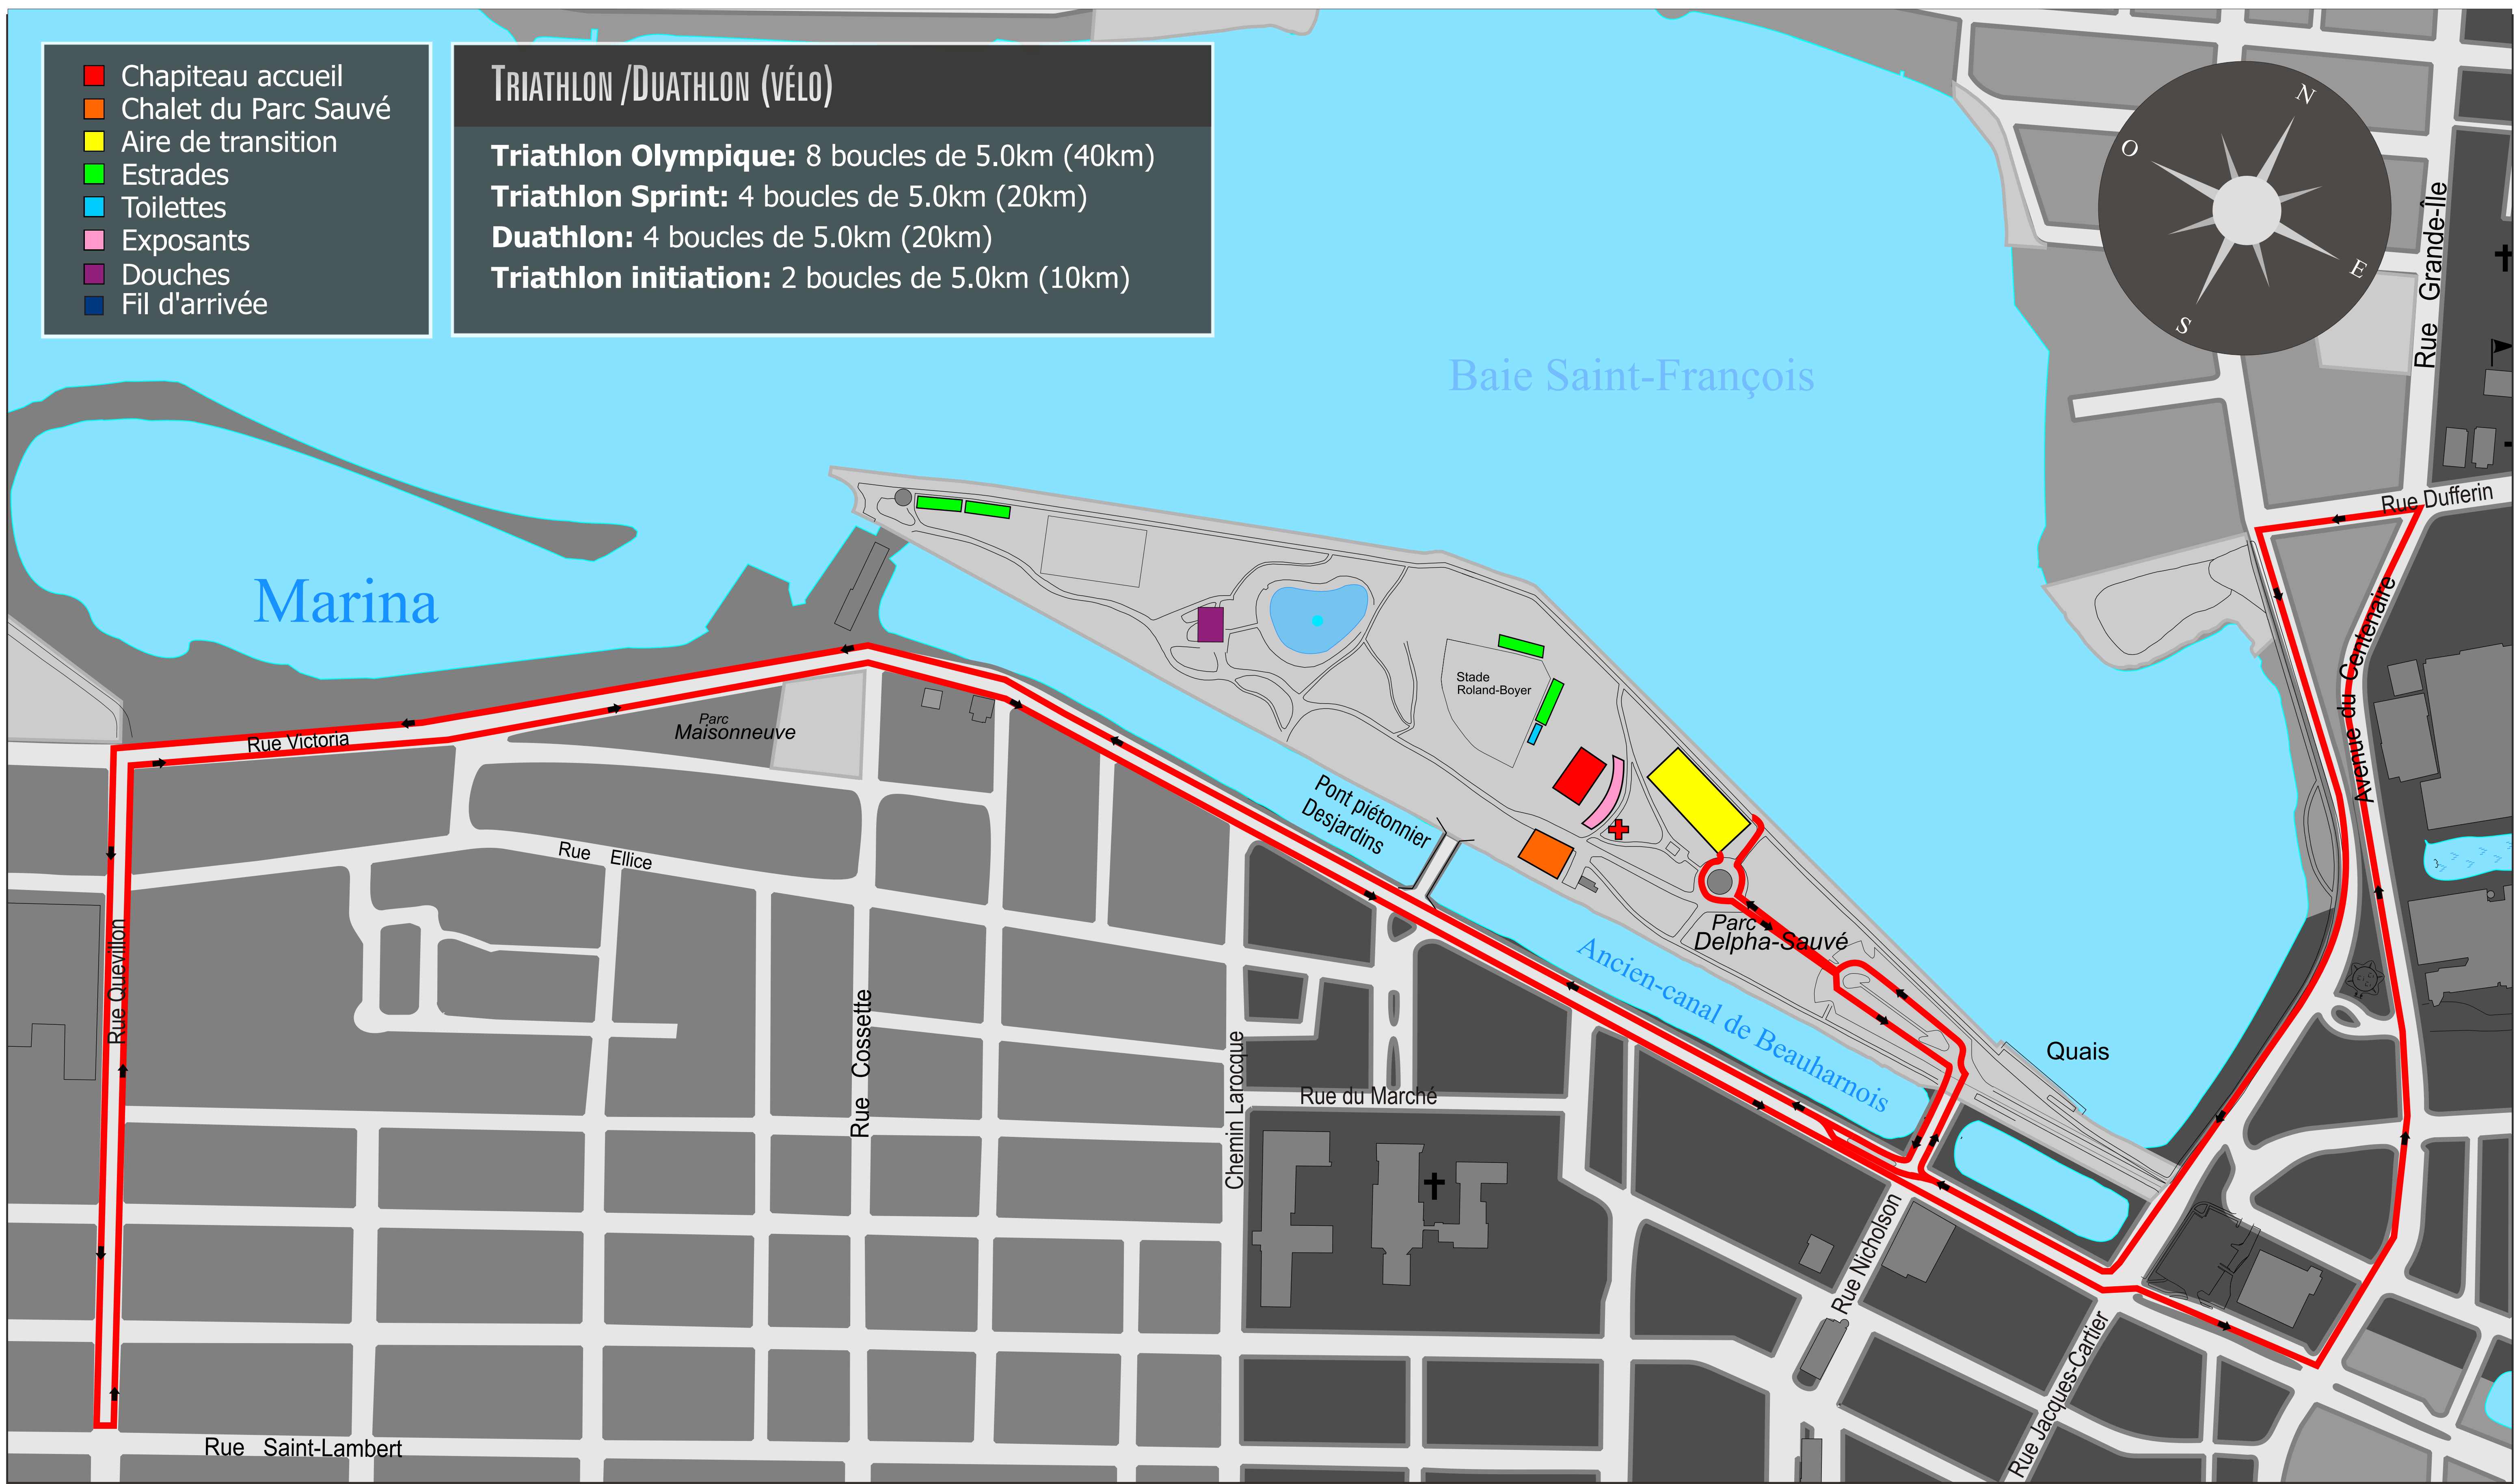 Chapiteau accueil
Chalet du Parc Sauvé
Aire de transition
Estrades
Toilettes
Exposants
Douches
Fil d'arrivée
TRIATHLON /DUATHLON (VÉLO)
Triathlon Olympique: 8 boucles de 5.0km (40km)
Triathlon Sprint: 4 boucles de 5.0km (20km)
Duathlon: 4 boucles de 5.0km (20km)
Triathlon initiation: 2 boucles de 5.0km (10km)
N
O
E
S
Rue Grande-Île
Baie Saint-François
Rue Dufferin
Marina
Avenue du Centenaire
Stade
Roland-Boyer
Parc
Maisonneuve
Rue Victoria
Pont piétonnier
Desjardins
Rue Ellice
Parc
Delpha-Sauvé
Rue Quevillon
Ancien-canal de Beauharnois
Rue Cossette
Quais
Chemin Larocque
Rue du Marché
Rue Nicholson
Rue Jacques-Cartier
Rue Saint-Lambert